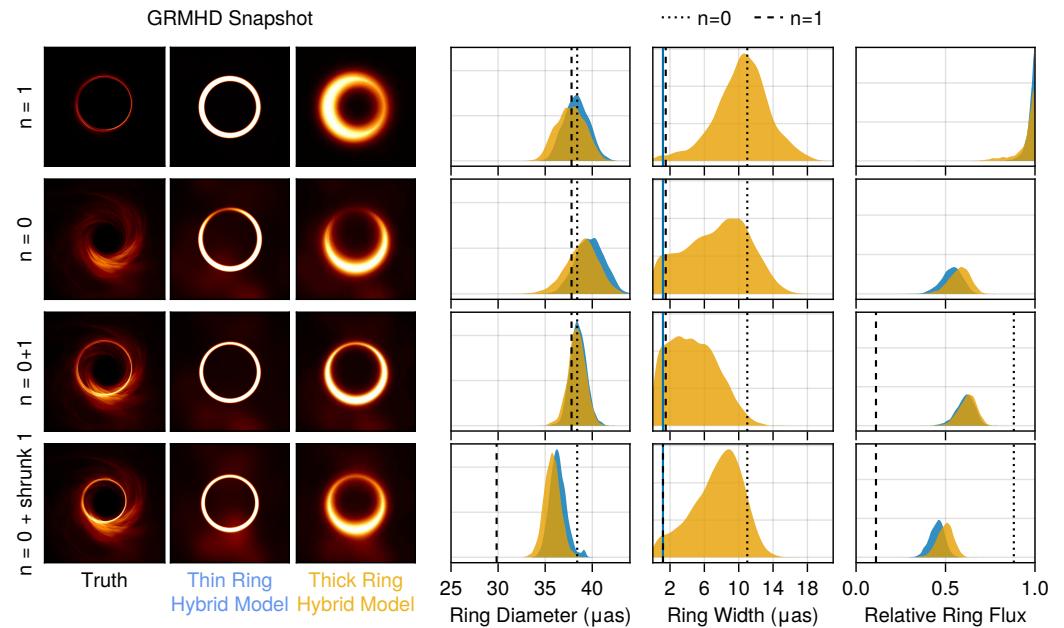 GRMHD Snapshot
n=0
n=1
n = 1
n = 0
n = 0+1
n = 0 + shrunk 1
Truth
Thin Ring
Hybrid Model
Thick Ring
Hybrid Model
25 30 35 40
Ring Diameter (µas)
2 6 10 14 18
Ring Width (µas)
0.0 0.5 1.0
Relative Ring Flux